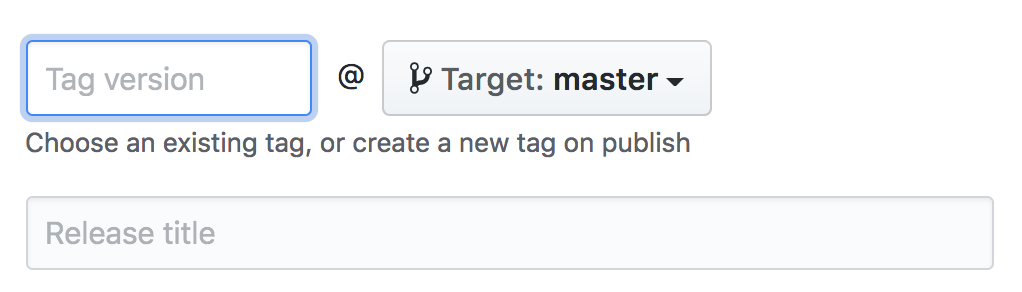 Tag version @ Target: master
Choose an existing tag, or create a new tag on publish
Release title